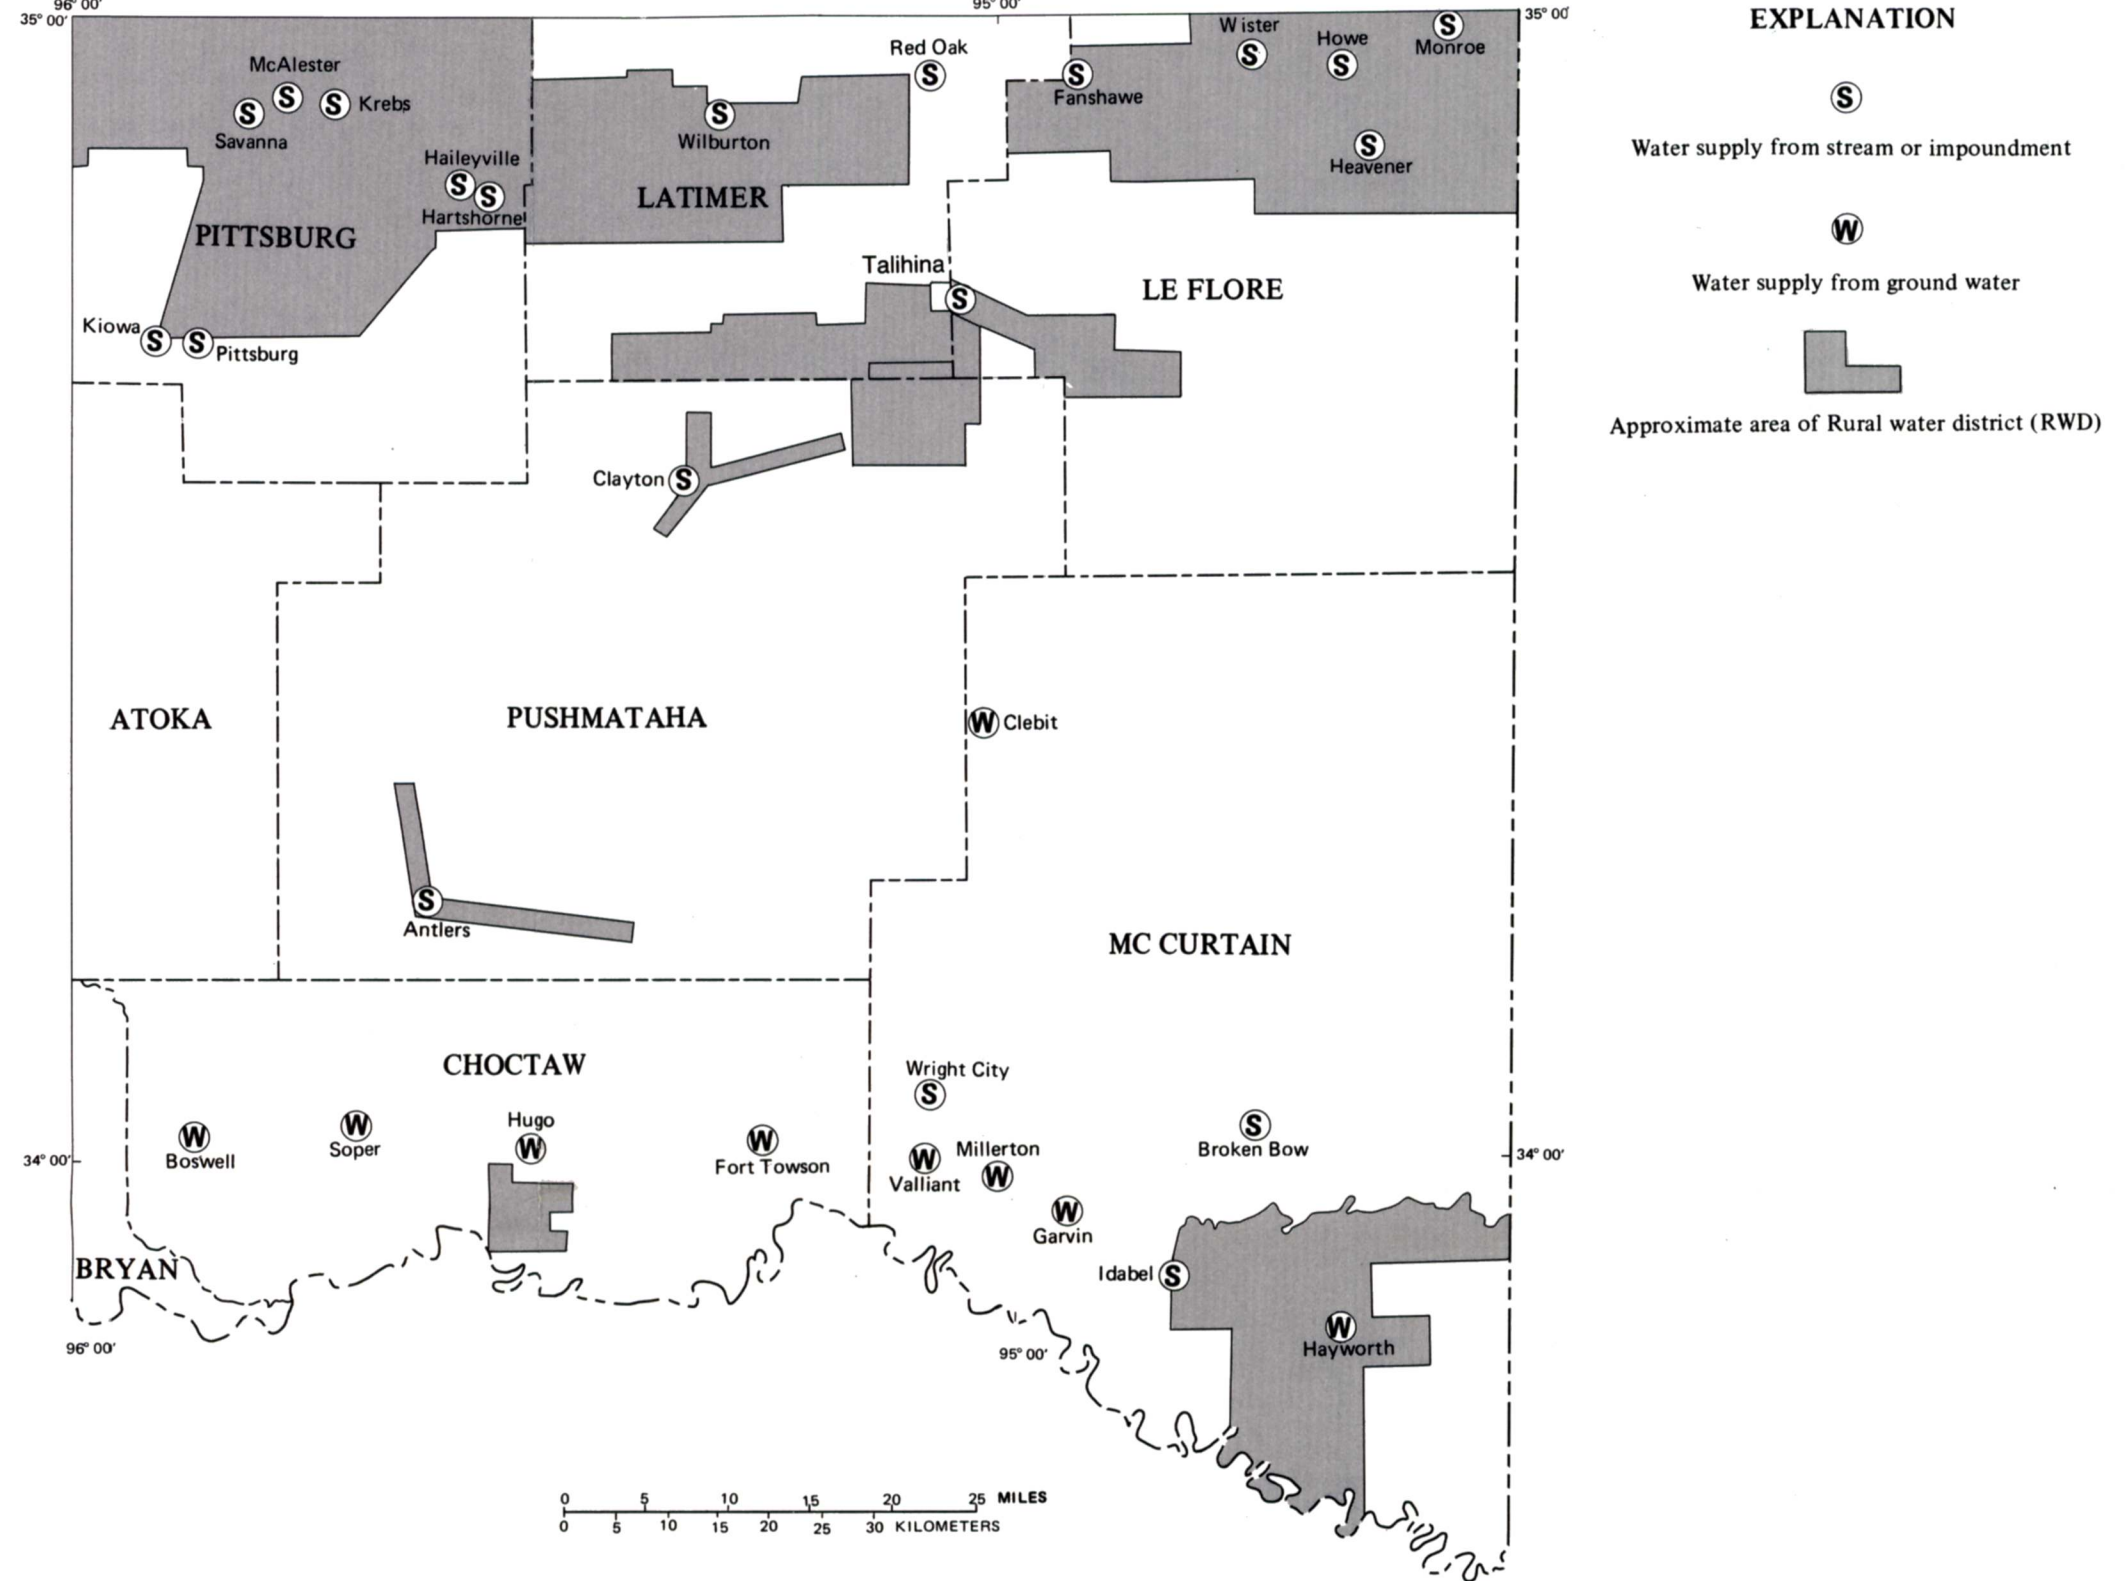 96° 00'
95° 00'
35° 00'
35° 00'
EXPLANATION
S
Water supply from stream or impoundment
W
Water supply from ground water
Approximate area of Rural water district (RWD)
McAlester
S
S
Savanna
S Krebs
Haileyville
S
S
Hartshorne
PITTSBURG
Kiowa S
S Pittsburg
Red Oak
S
S
Wilburton
LATIMER
Wister
S
Howe
S
S
Monroe
S
Fanshawe
S
Heavener
Talihina
S
LE FLORE
Clayton S
ATOKA
PUSHMATAHA
W Clebit
S
Antlers
MC CURTAIN
CHOCTAW
W
Boswell
W
Soper
Hugo
W
W
Fort Towson
Wright City
S
W
Valliant
Millerton
W
W
Garvin
S
Broken Bow
34° 00'
34° 00'
Idabel S
W
Hayworth
BRYAN
96° 00'
95° 00'
0 5 10 15 20 25 MILES
0 5 10 15 20 25 30 KILOMETERS